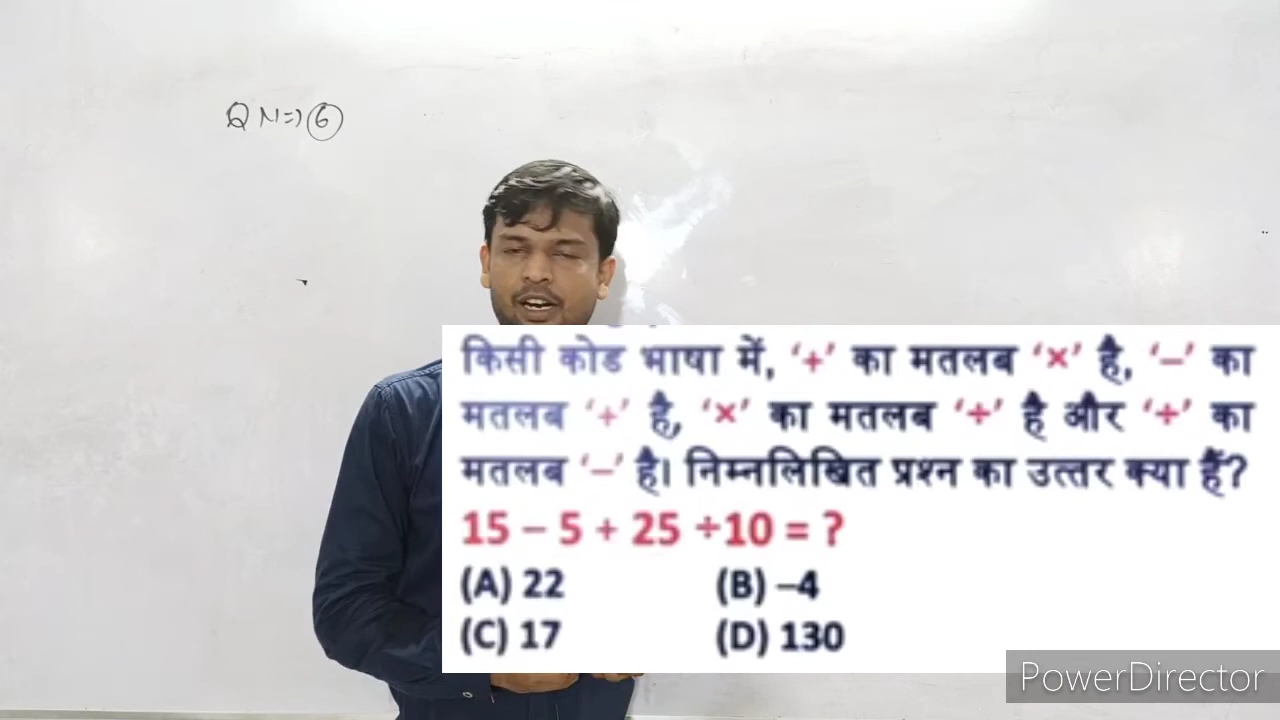 Q N=) 6
किसी कोड भाषा में, ‘+’ का मतलब ‘×’ है, ‘–’ का
मतलब ‘+’ है, ‘×’ का मतलब ‘÷’ है और ‘÷’ का
मतलब ‘–’ है। निम्नलिखित प्रश्न का उत्तर क्या हैं?
15 – 5 + 25 ÷10 = ?
(A) 22 (B) –4
(C) 17 (D) 130
PowerDirector